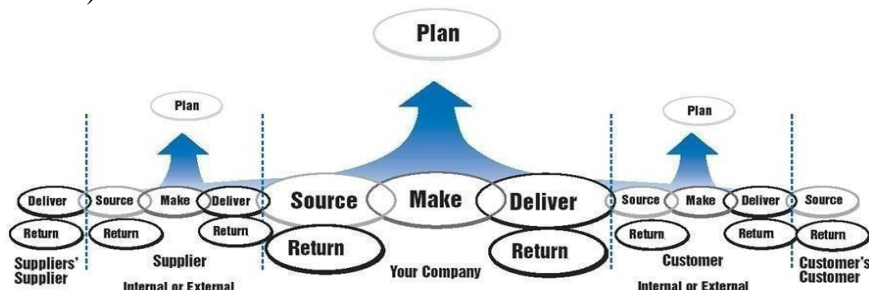 )
Plan
Plan
Plan
Deliver Source Make Deliver Source Make Deliver Source Make Deliver Source
Return Return Return Return Return Return Return Return
Suppliers' Supplier Your Company Customer Customer's
Supplier Customer
Internal or External Internal or External